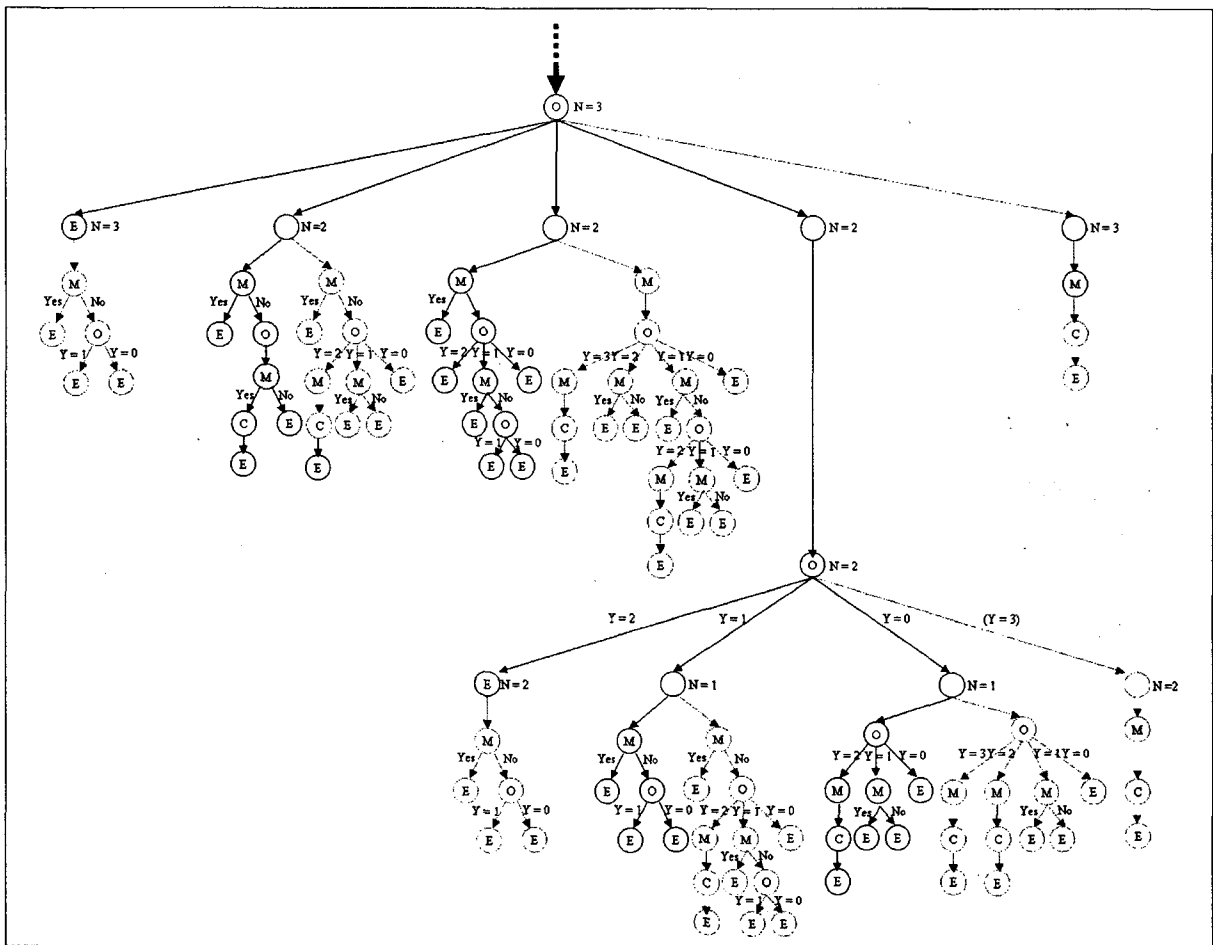 O N=3
E N=3 N=2 N=2 N=2 N=3
M M M M M M
Yes No Yes No Yes No Yes
E O E O E O E O O C
Y=1 Y=0 Y=2 Y=1 Y=0 Y=2 Y=1 Y=0 Y=3 Y=2 Y=1 Y=0
E E M M M E E M E M M M E E
Yes No Yes No Yes No Yes No Yes No
C E C E E E O C E E E O
Y=1 Y=0 Y=2 Y=1 Y=0
E E E E E M M E
Yes No
C E E
E
O N=2
Y=2 Y=1 Y=0 (Y=3)
E N=2 N=1 N=1 N=2
M M M O O M
Yes No Yes No Yes No Y=2 Y=1 Y=0 Y=3 Y=2 Y=1 Y=0
E O E O E O M M E M M M E C
Y=1 Y=0 Y=1 Y=0 Y=2 Y=1 Y=0 Yes No Yes No
E E E E M M E C E E C C E E E
Yes No
C E O E E E
Y=1 Y=0
E E E